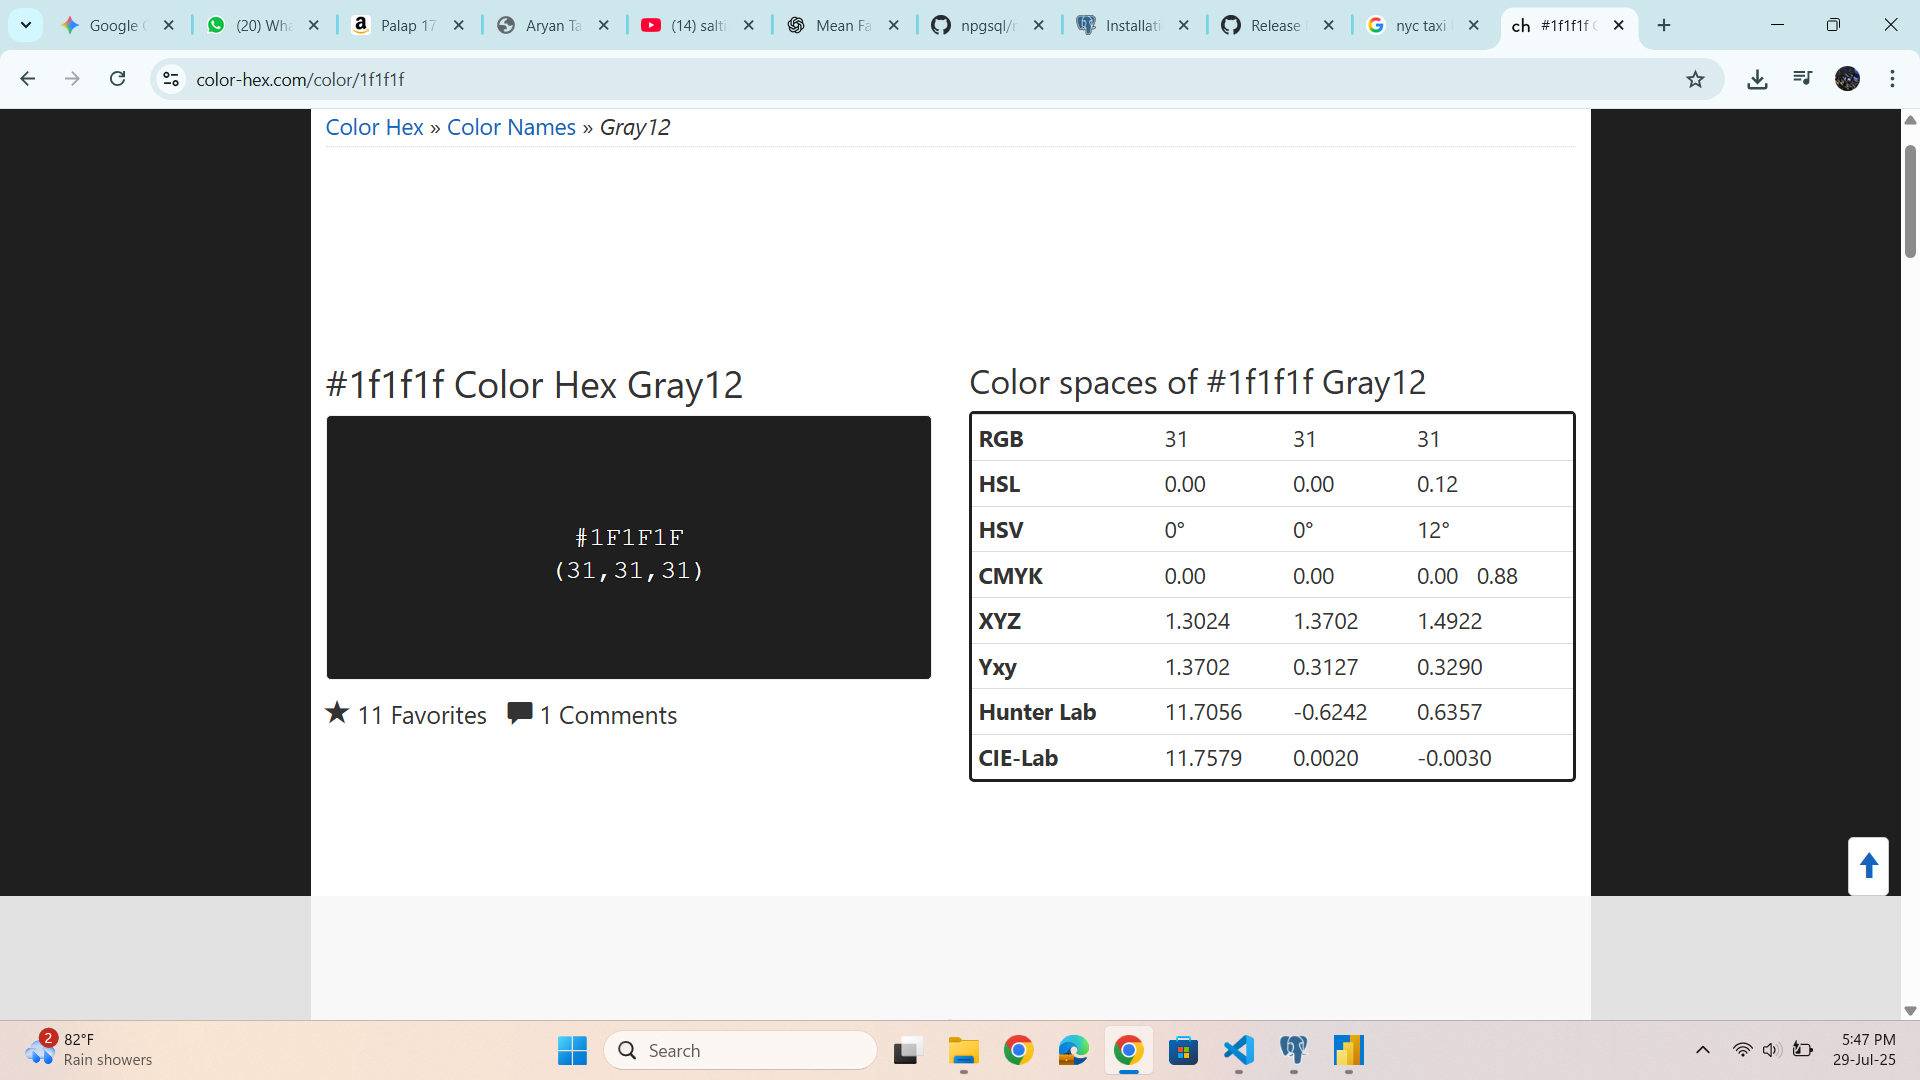 Google
(20) Wha
Palap 17
Aryan Ta
(14) salti
Mean Fa
npgsql/
Installati
Release
nyc taxi
ch #1f1f1f
color-hex.com/color/1f1f1f
Color Hex » Color Names » Gray12
#1f1f1f Color Hex Gray12
#1F1F1F
(31,31,31)
11 Favorites 1 Comments
Color spaces of #1f1f1f Gray12
RGB 31 31 31
HSL 0.00 0.00 0.12
HSV 0° 0° 12°
CMYK 0.00 0.00 0.00 0.88
XYZ 1.3024 1.3702 1.4922
Yxy 1.3702 0.3127 0.3290
Hunter Lab 11.7056 -0.6242 0.6357
CIE-Lab 11.7579 0.0020 -0.0030
2
82°F
Rain showers
Search
5:47 PM
29-Jul-25